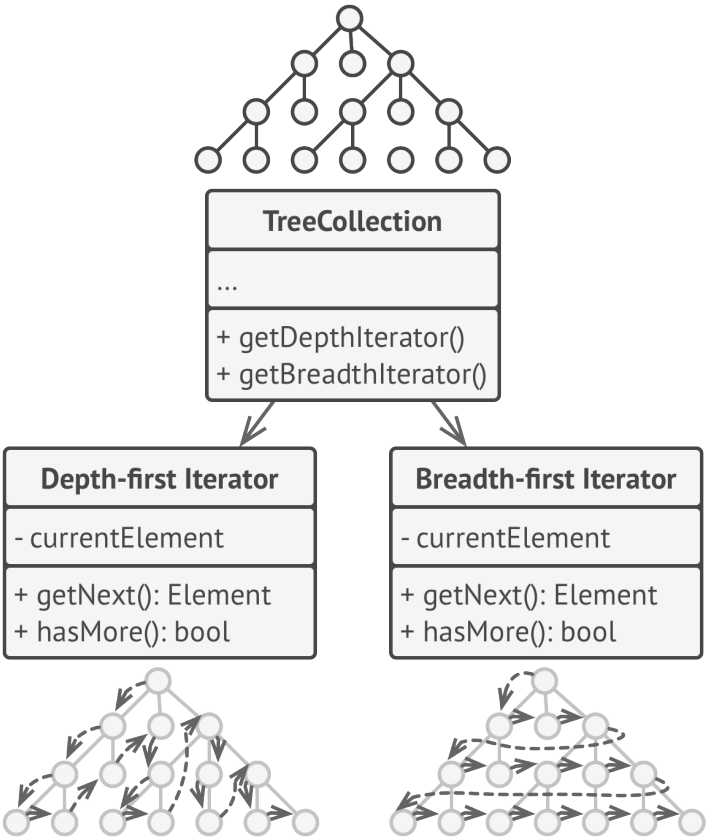 TreeCollection
...
+ getDepthIterator()
+ getBreadthIterator()
Depth-first Iterator
- currentElement
+ getNext(): Element
+ hasMore(): bool
Breadth-first Iterator
- currentElement
+ getNext(): Element
+ hasMore(): bool